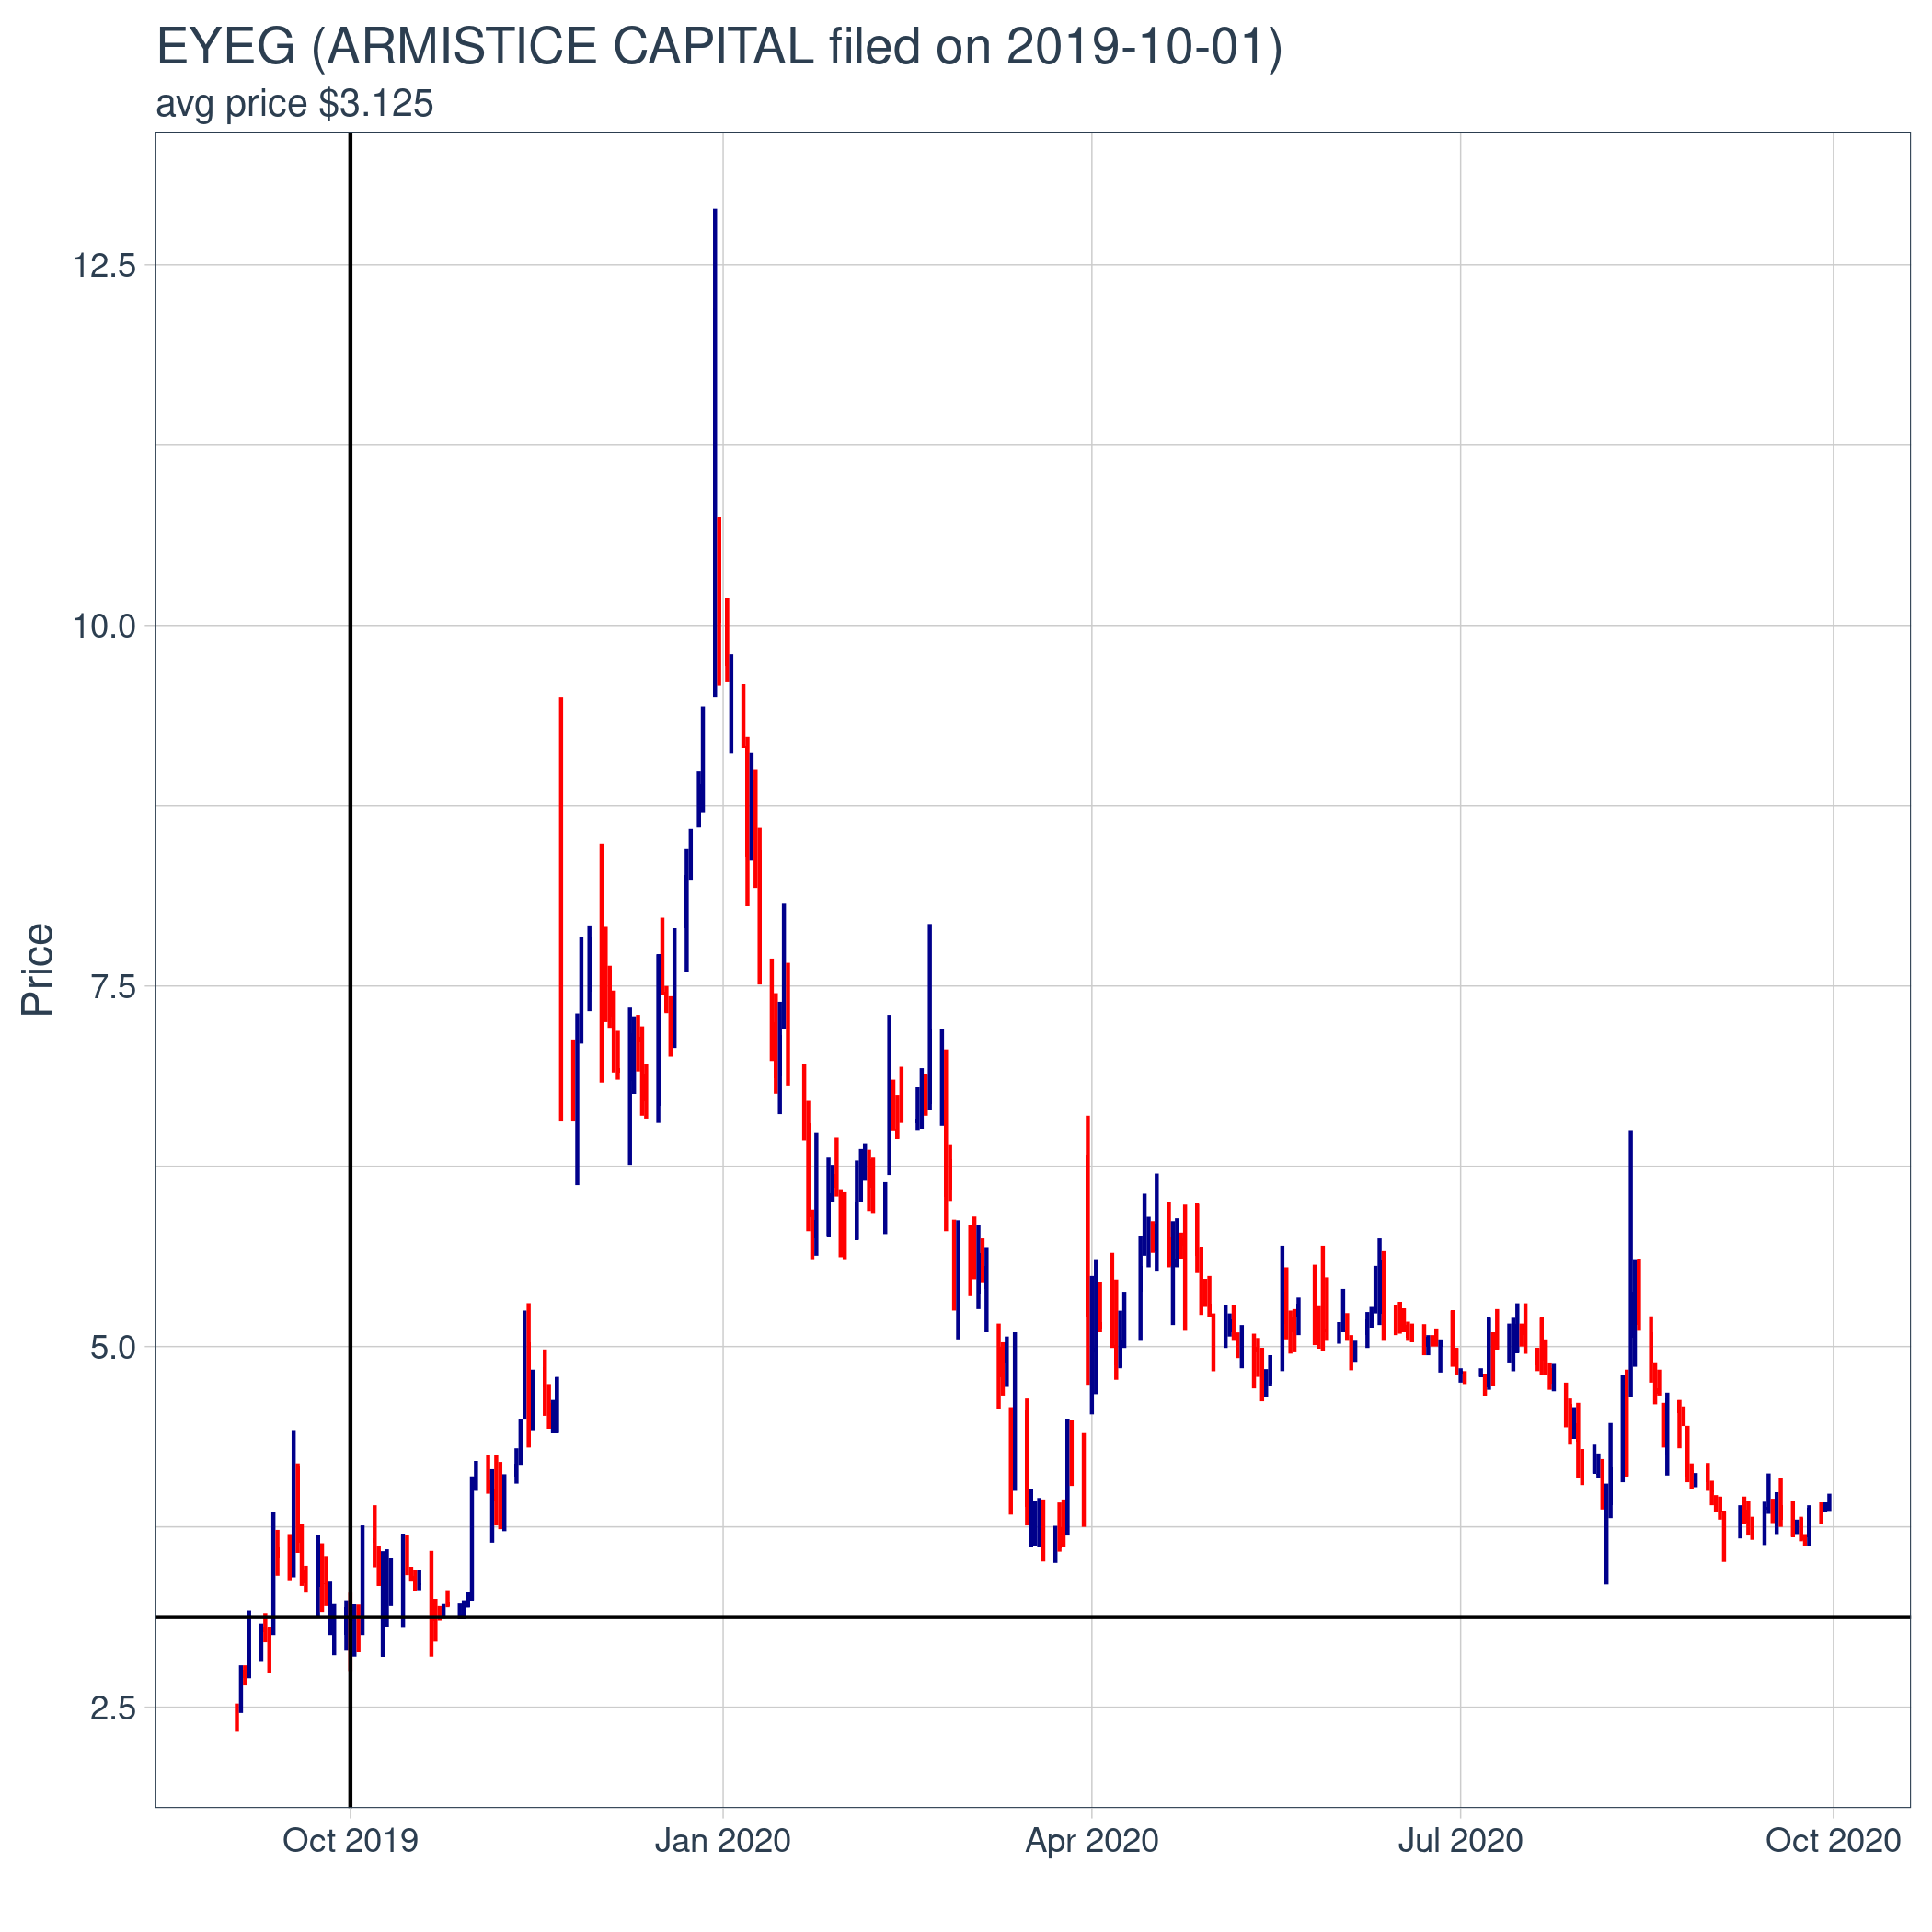 EYEG (ARMISTICE CAPITAL filed on 2019-10-01)
avg price $3.125
12.5
10.0
7.5
5.0
2.5
Price
Oct 2019
Jan 2020
Apr 2020
Jul 2020
Oct 2020